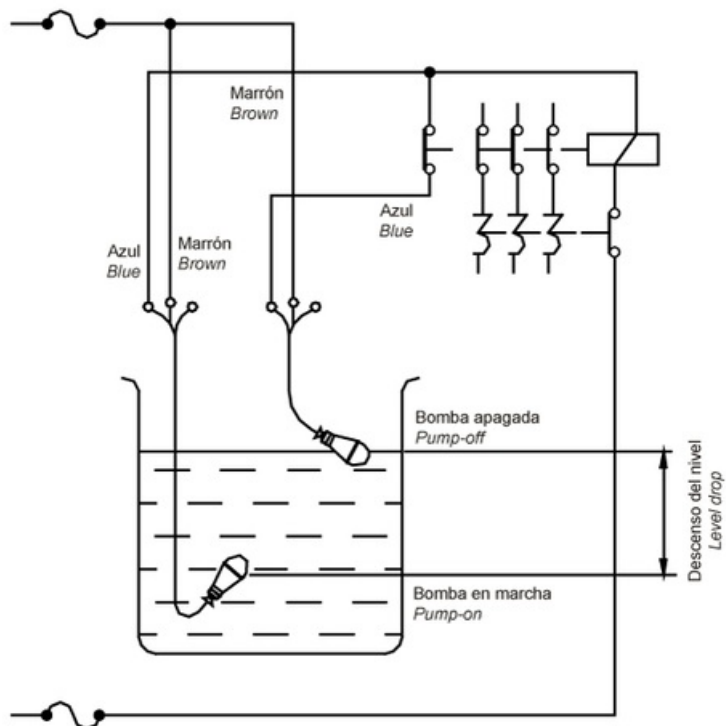 Marrón
Brown
Azul
Blue
Marrón
Brown
Azul
Blue
Bomba apagada
Pump-off
Descenso del nivel
Level drop
Bomba en marcha
Pump-on